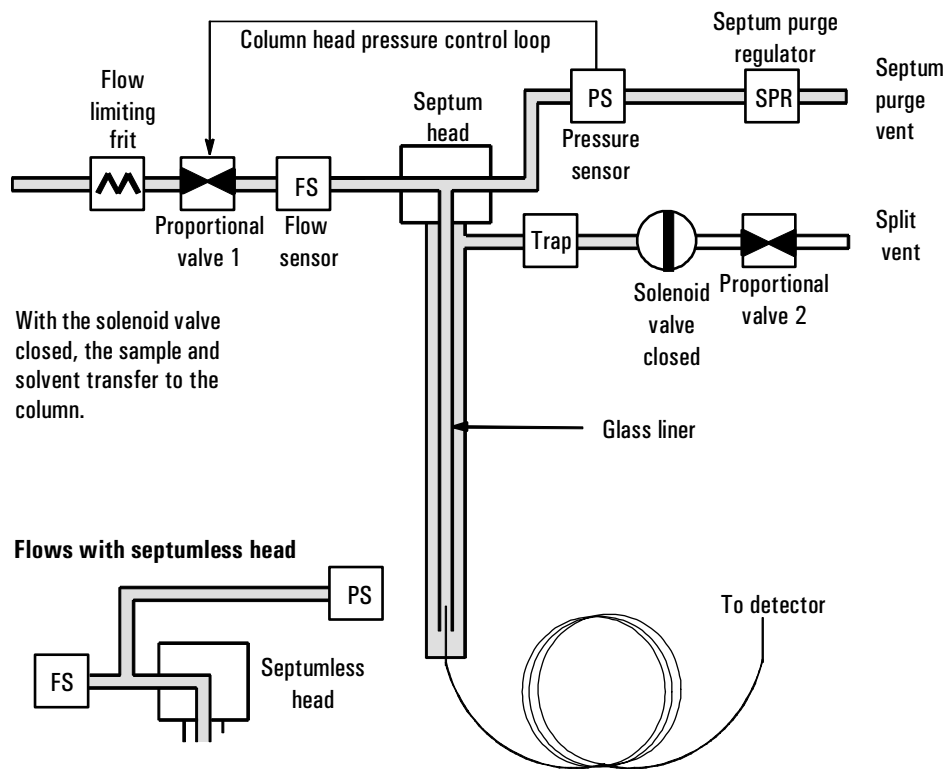 Column head pressure control loop
Septum purge
regulator
Septum
purge
vent
Flow
limiting
frit
Septum
head
PS
SPR
Pressure
sensor
FS
Proportional
valve 1
Flow
sensor
Trap
Split
vent
Solenoid
valve
closed
Proportional
valve 2
With the solenoid valve
closed, the sample and
solvent transfer to the
column.
Glass liner
Flows with septumless head
PS
FS
Septumless
head
To detector